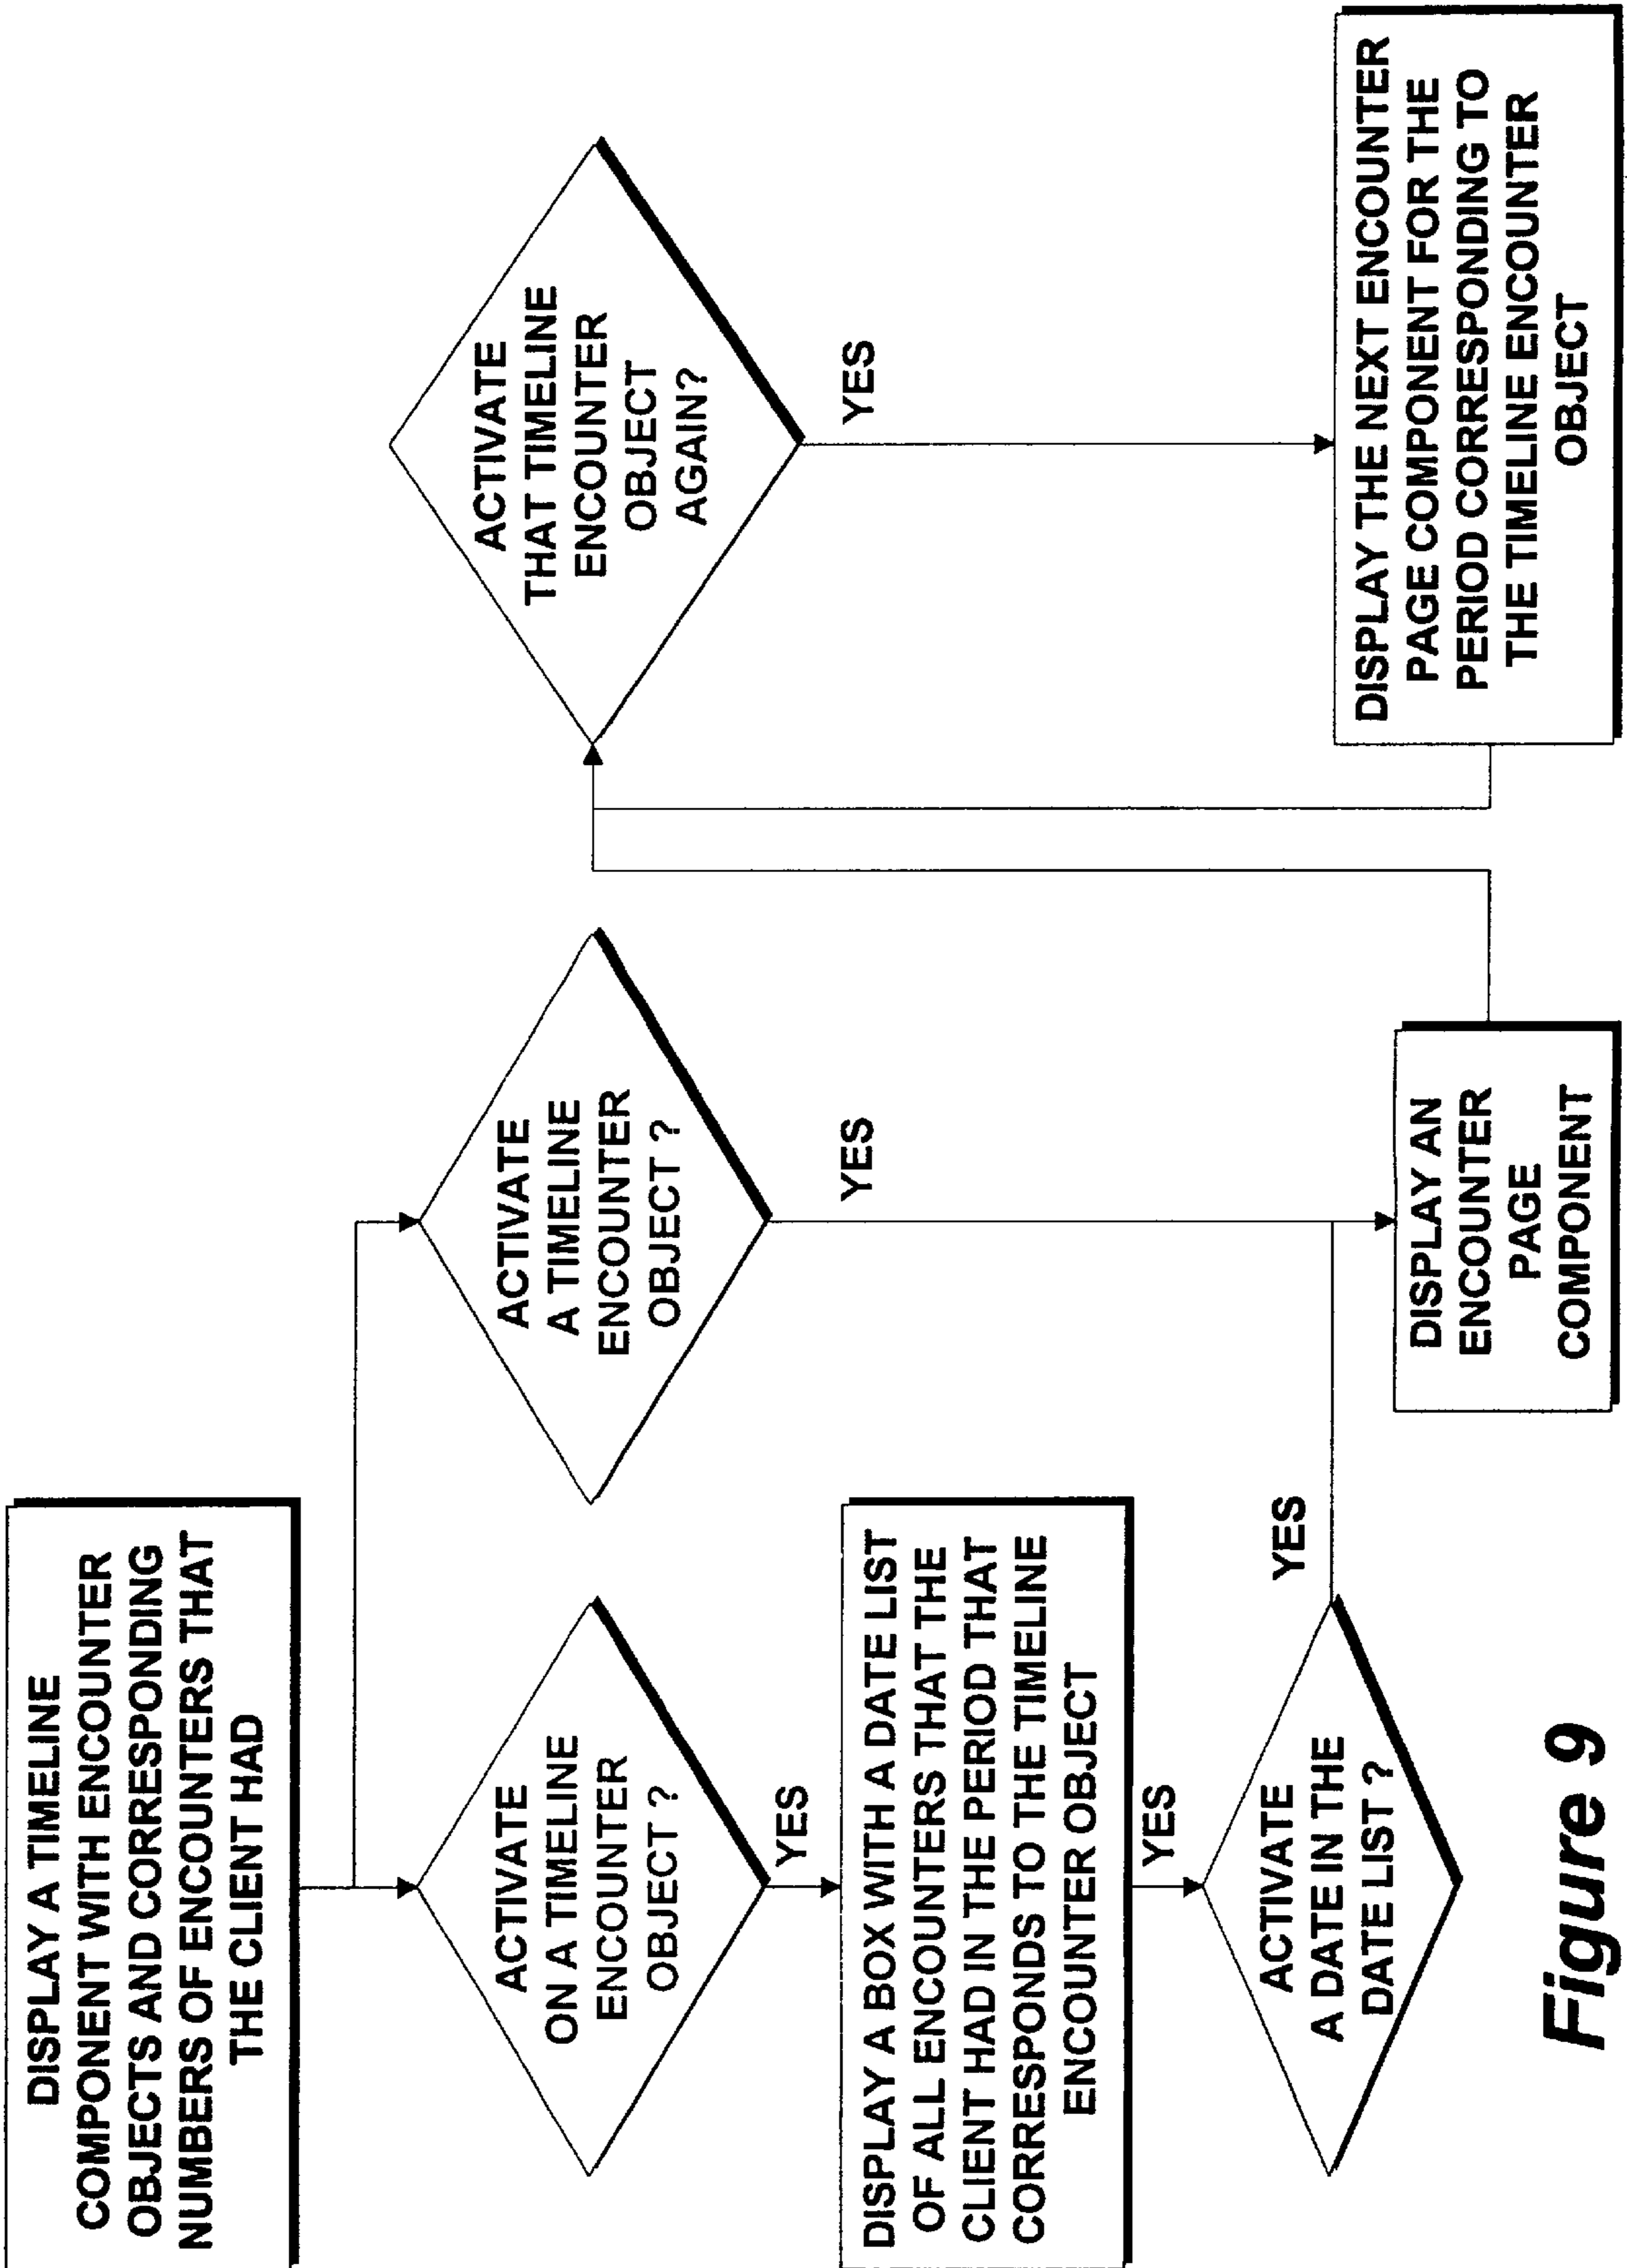 DISPLAY A TIMELINE
COMPONENT WITH ENCOUNTER
OBJECTS AND CORRESPONDING
NUMBERS OF ENCOUNTERS THAT
THE CLIENT HAD
ACTIVATE
ON A TIMELINE
ENCOUNTER
OBJECT ?
YES
DISPLAY A BOX WITH A DATE LIST
OF ALL ENCOUNTERS THAT THE
CLIENT HAD IN THE PERIOD THAT
CORRESPONDS TO THE TIMELINE
ENCOUNTER OBJECT
YES
ACTIVATE
A DATE IN THE
DATE LIST ?
YES
ACTIVATE
A TIMELINE
ENCOUNTER
OBJECT ?
YES
DISPLAY AN
ENCOUNTER
PAGE
COMPONENT
ACTIVATE
THAT TIMELINE
ENCOUNTER
OBJECT
AGAIN?
YES
DISPLAY THE NEXT ENCOUNTER
PAGE COMPONENT FOR THE
PERIOD CORRESPONDING TO
THE TIMELINE ENCOUNTER
OBJECT
Figure 9